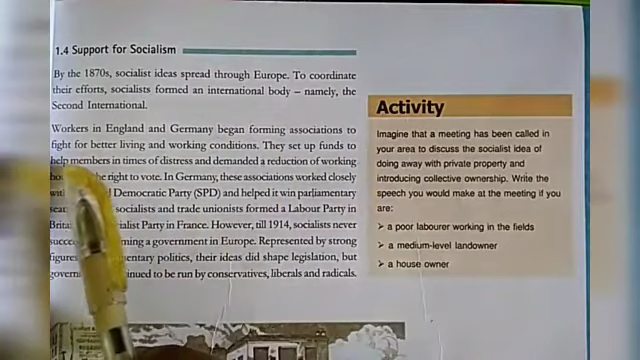 1.4 Support for Socialism
By the 1870s, socialist ideas spread through Europe. To coordinate
their efforts, socialists formed an international body – namely, the
Second International.
Workers in England and Germany began forming associations to
fight for better living and working conditions. They set up funds to
help members in times of distress and demanded a reduction of working
right to vote. In Germany, these associations worked closely
Democratic Party (SPD) and helped it win parliamentary
socialists and trade unionists formed a Labour Party in
Party in France. However, till 1914, socialists never
a government in Europe. Represented by strong
figures politics, their ideas did shape legislation, but
to be run by conservatives, liberals and radicals.
Activity
Imagine that a meeting has been called in
your area to discuss the socialist idea of
doing away with private property and
introducing collective ownership. Write the
speech you would make at the meeting if you
are:
➢ a poor labourer working in the fields
➢ a medium-level landowner
➢ a house owner